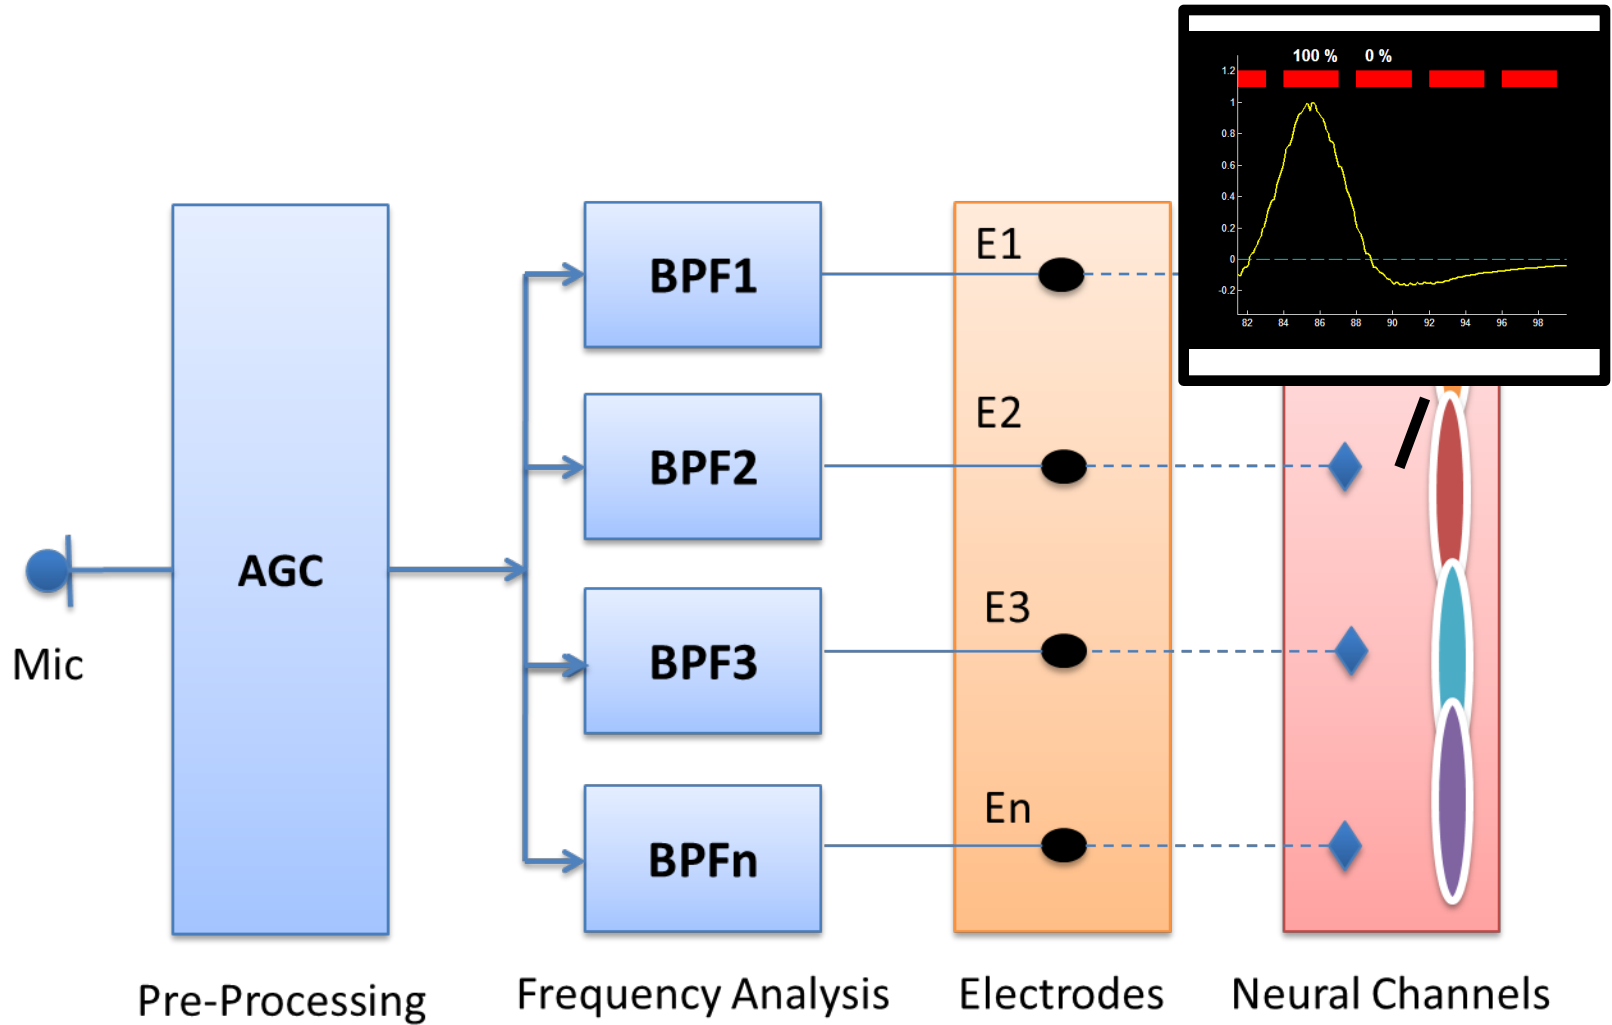 100 % 0 %
1.2
1
0.8
0.6
0.4
0.2
0
-0.2
82 84 86 88 90 92 94 96 98
E1
BPF1
E2
BPF2
AGC
E3
BPF3
Mic
En
BPFn
Pre-Processing
Frequency Analysis
Electrodes
Neural Channels